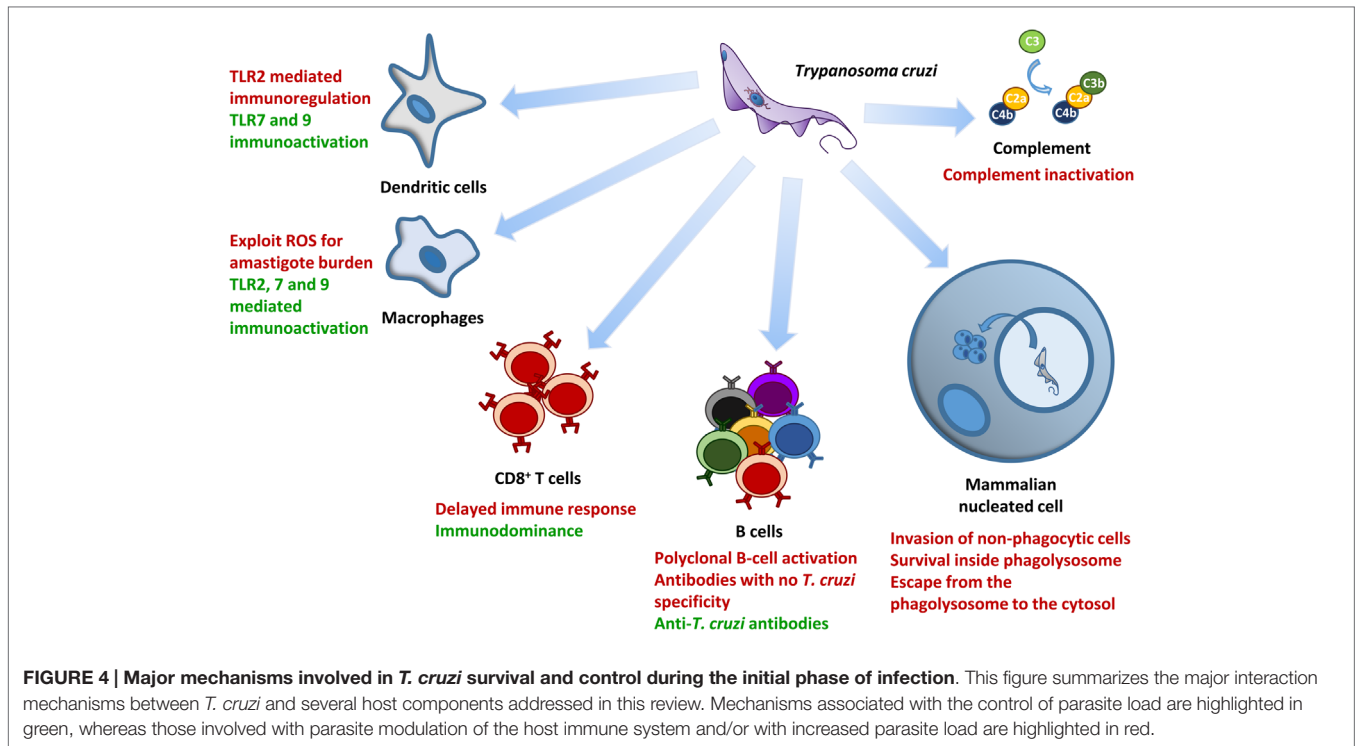 TLR2 mediated
immunoregulation
TLR7 and 9
immunoactivation
Dendritic cells
Trypanosoma cruzi
C3
C3b
C2a
C4b
C2a
C4b
Complement
Complement inactivation
Exploit ROS for
amastigote burden
TLR2, 7 and 9
mediated
immunoactivation
Macrophages
CD8⁺ T cells
Delayed immune response
Immunodominance
B cells
Polyclonal B-cell activation
Antibodies with no T. cruzi
specificity
Anti-T. cruzi antibodies
Mammalian
nucleated cell
Invasion of non-phagocytic cells
Survival inside phagolysosome
Escape from the
phagolysosome to the cytosol
FIGURE 4 | Major mechanisms involved in T. cruzi survival and control during the initial phase of infection. This figure summarizes the major interaction
mechanisms between T. cruzi and several host components addressed in this review. Mechanisms associated with the control of parasite load are highlighted in
green, whereas those involved with parasite modulation of the host immune system and/or with increased parasite load are highlighted in red.